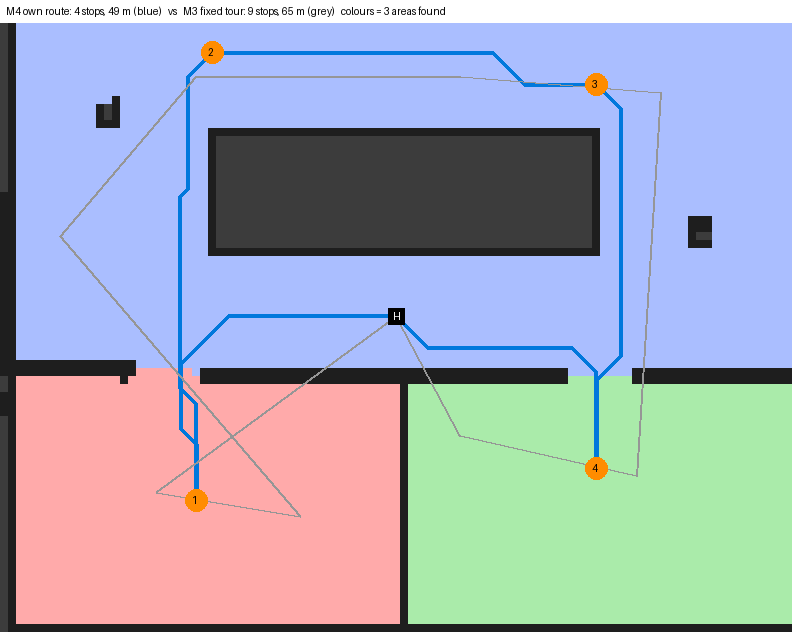 M4 own route: 4 stops, 49 m (blue)  vs  M3 fixed tour: 9 stops, 65 m (grey)  colours = 3 areas found
2
3
H
4
1